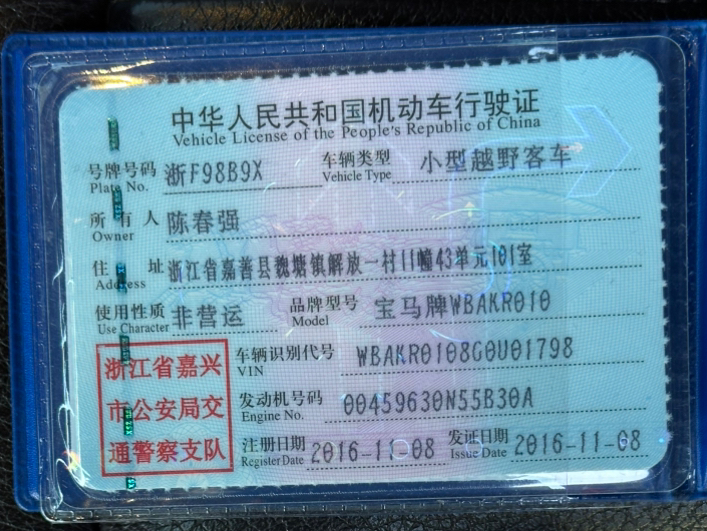 中华人民共和国机动车行驶证
Vehicle License of the People's Republic of China
号牌号码 浙F98B9X 车辆类型 小型越野客车
Plate No. Vehicle Type
所有人 陈春强
Owner
住址 浙江省嘉善县魏塘镇解放一村11幢43单元101室
Address
使用性质 非营运 品牌型号 宝马牌WBAKR010
Use Character Model
浙江省嘉兴
市公安局交
通警察支队
车辆识别代号 WBAKR0108G0U01798
VIN
发动机号码 00459630N55B30A
Engine No.
注册日期 2016-11-08 发证日期 2016-11-08
Register Date Issue Date